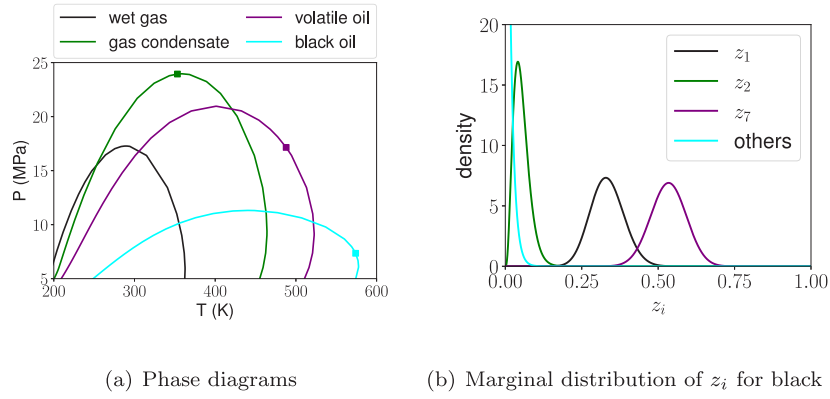 wet gas
gas condensate
volatile oil
black oil
25
20
15
10
5
P (MPa)
200
300
400
500
600
T (K)
20
15
10
5
0
density
z₁
z₂
z₇
others
0.00
0.25
0.50
0.75
1.00
zᵢ
(a) Phase diagrams
(b) Marginal distribution of zᵢ for black